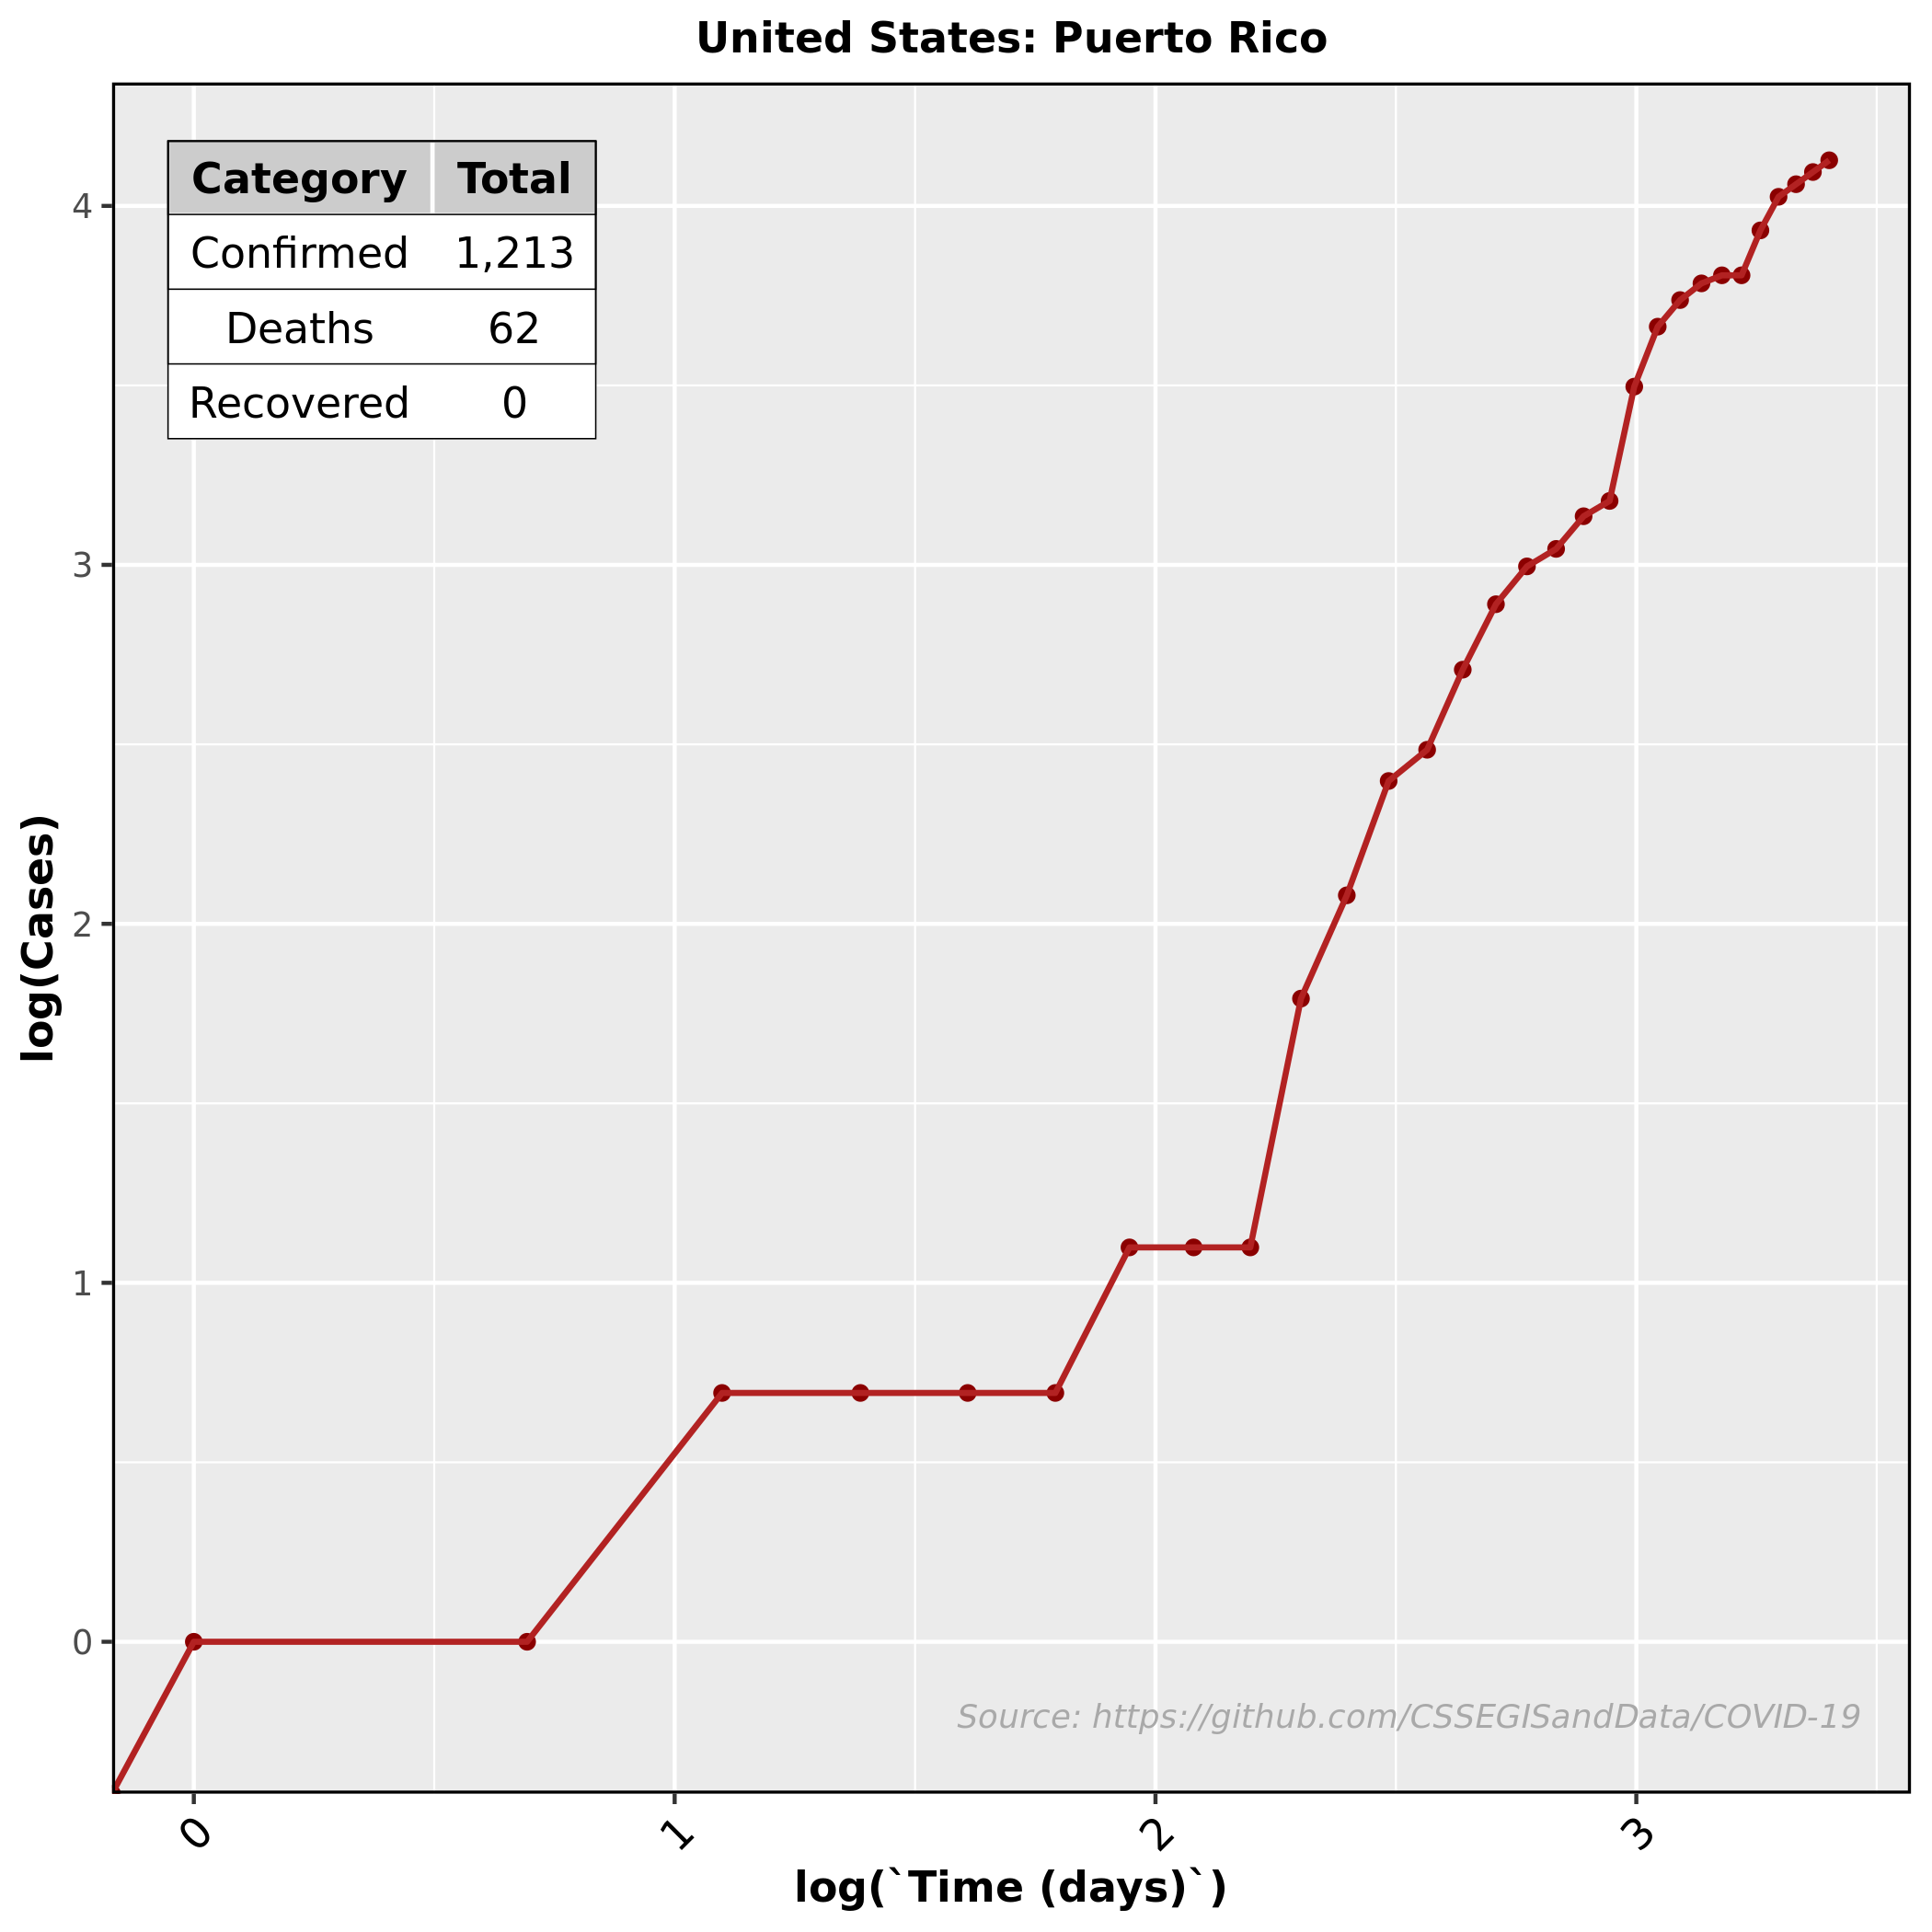 United States: Puerto Rico
Category Total
Confirmed 1,213
Deaths 62
Recovered 0
4
3
2
1
0
log(Cases)
Source: https://github.com/CSSEGISandData/COVID-19
0 1 2 3
log(`Time (days)`)